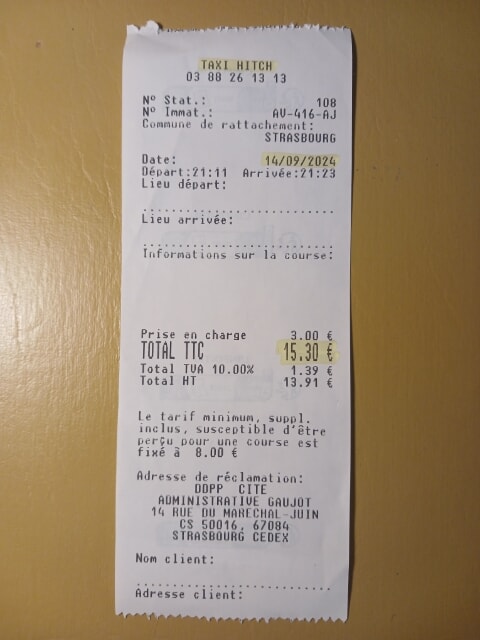 TAXI HITCH
03 88 26 13 13
N° Stat.: 108
N° Immat.: AV-416-AJ
Commune de rattachement:
STRASBOURG
Date: 14/09/2024
Départ:21:11 Arrivée:21:23
Lieu départ:
...........................
Lieu arrivée:
...........................
Informations sur la course:
Prise en charge 3.00 €
TOTAL TTC 15.30 €
Total TVA 10.00% 1.39 €
Total HT 13.91 €
Le tarif minimum, suppl.
inclus, susceptible d'être
perçu pour une course est
fixé à 8.00 €
Adresse de réclamation:
DDPP CITE
ADMINISTRATIVE GAUJOT
14 RUE DU MARECHAL-JUIN
CS 50016, 67084
STRASBOURG CEDEX
Nom client:
...........................
Adresse client: